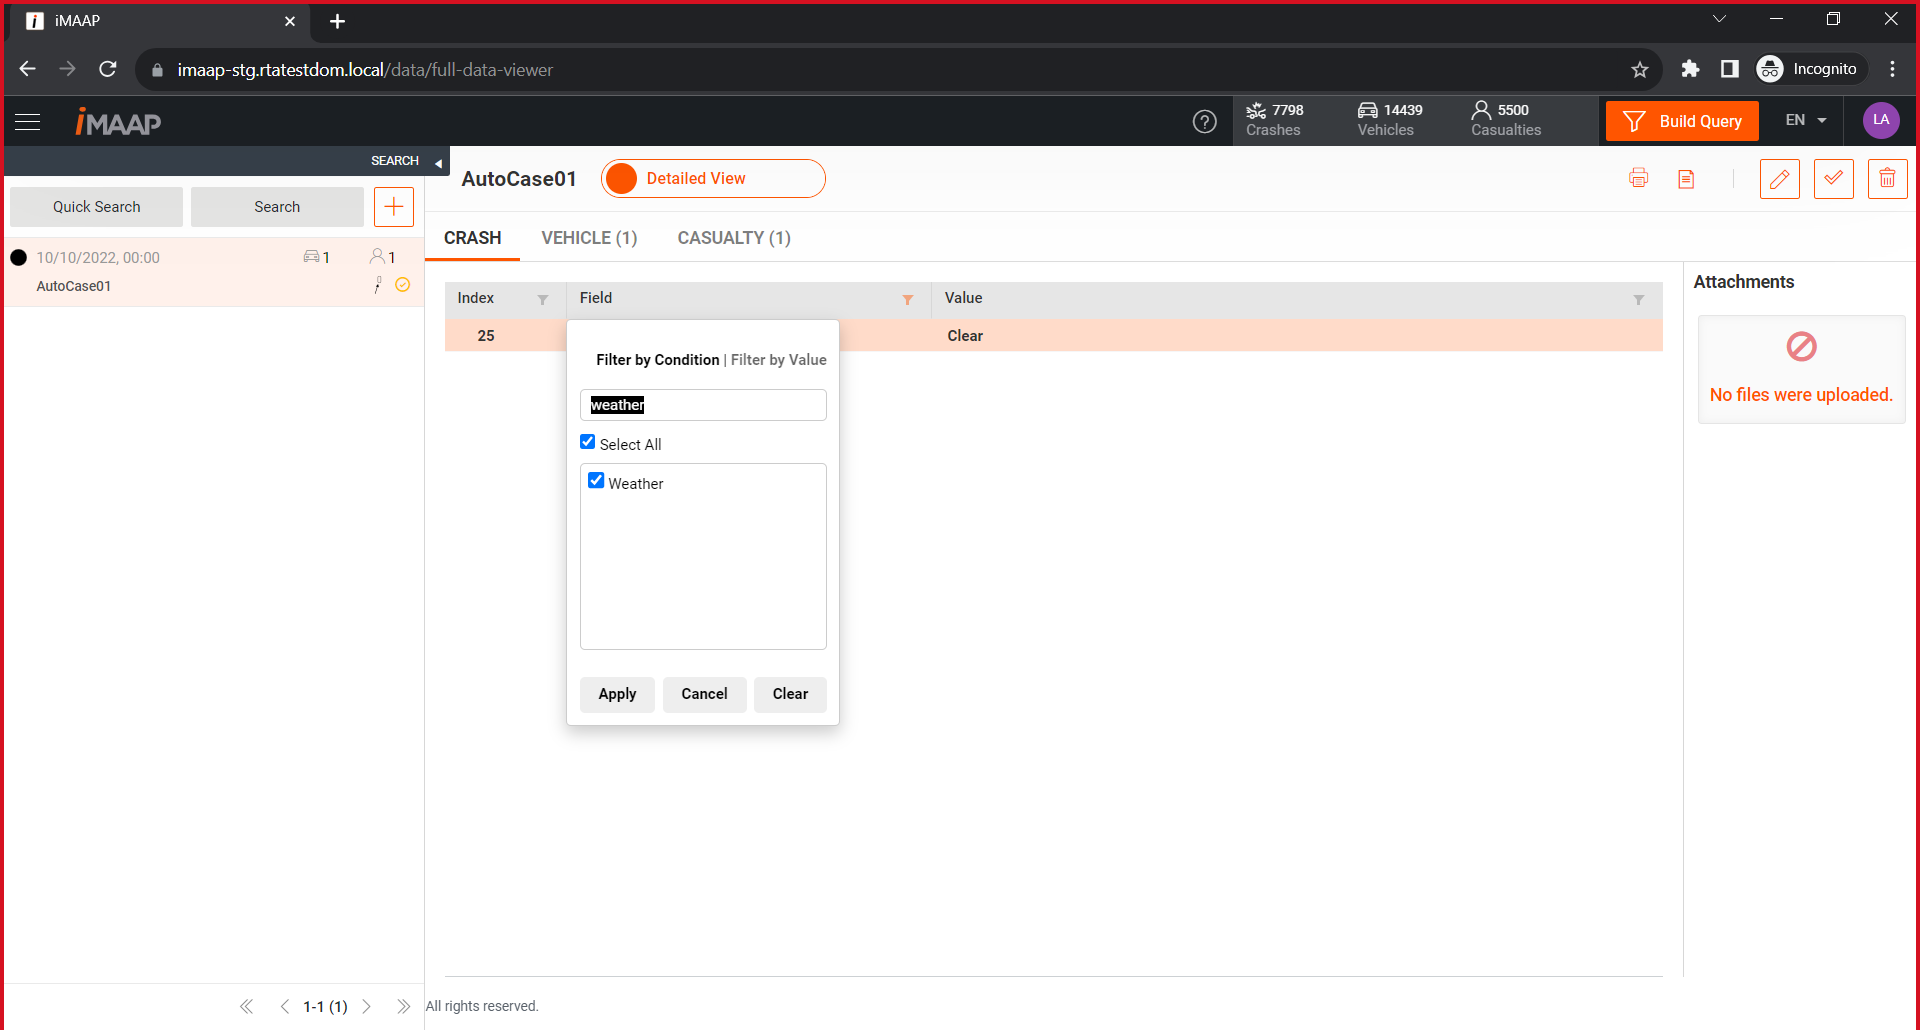 iMAAP
imaap-stg.rtatestdom.local/data/full-data-viewer
Incognito
iMAAP
7798
Crashes
14439
Vehicles
5500
Casualties
Build Query
EN
LA
SEARCH
AutoCase01
Detailed View
Quick Search
Search
CRASH
VEHICLE (1)
CASUALTY (1)
10/10/2022, 00:00
1
1
AutoCase01
Index
Field
Value
25
Clear
Filter by Condition | Filter by Value
weather
Select All
Weather
Apply
Cancel
Clear
Attachments
No files were uploaded.
1-1 (1)
All rights reserved.